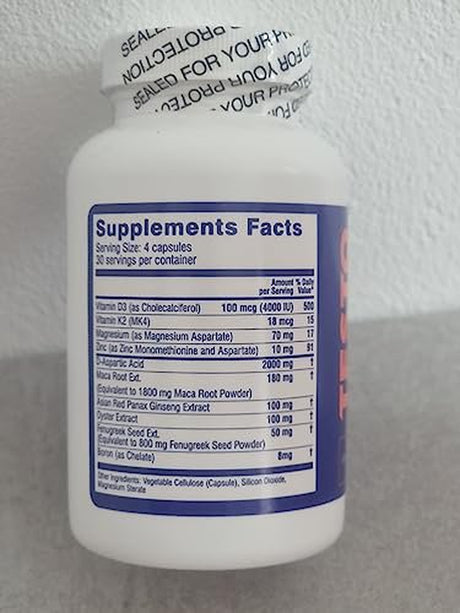 SEALED FOR YOUR PROTECTION
Supplements Facts
Serving Size: 4 capsules
30 servings per container
Amount per Serving % Daily Value*
Vitamin D3 (as Cholecalciferol) 100 mcg (4000 IU) 500
Vitamin K2 (MK4) 18 mcg 15
Magnesium (as Magnesium Aspartate) 70 mg 17
Zinc (as Zinc Monomethionine and Aspartate) 10 mg 91
D-Aspartic Acid 2000 mg †
Maca Root Ext. 180 mg †
(Equivalent to 1800 mg Maca Root Powder)
Asian Red Panax Ginseng Extract 100 mg †
Oyster Extract 100 mg †
Fenugreek Seed Ext. 50 mg †
(Equivalent to 800 mg Fenugreek Seed Powder)
Boron (as Chelate) 8mg †
Other Ingredients: Vegetable Cellulose (Capsule), Silicon Dioxide,
Magnesium Sterate
TESTO